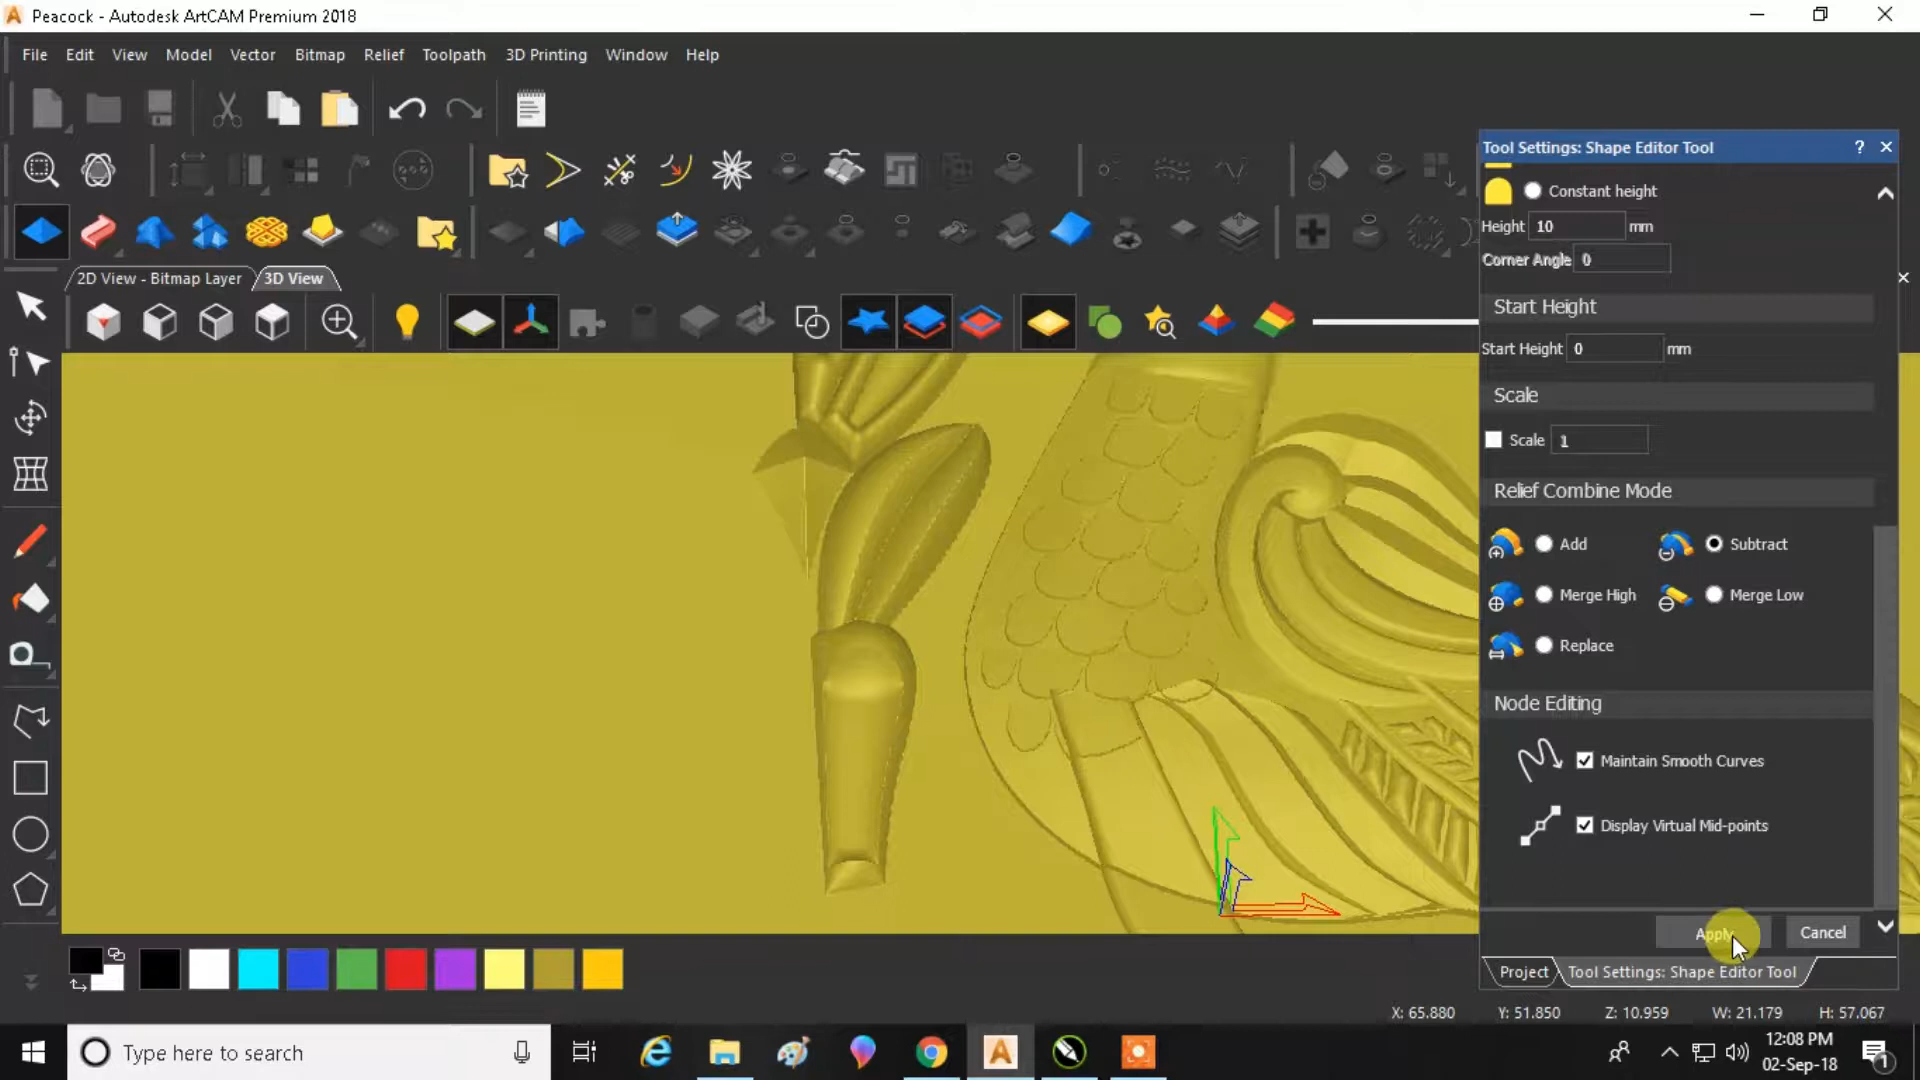 Peacock - Autodesk ArtCAM Premium 2018
File Edit View Model Vector Bitmap Relief Toolpath 3D Printing Window Help
Tool Settings: Shape Editor Tool ?
Constant height
Height 10 mm
Corner Angle 0
2D View - Bitmap Layer 3D View
Start Height
Start Height 0 mm
Scale
Scale 1
Relief Combine Mode
Add Subtract
Merge High Merge Low
Replace
Node Editing
Maintain Smooth Curves
Display Virtual Mid-points
Apply Cancel
Project Tool Settings: Shape Editor Tool
X: 65.880 Y: 51.850 Z: 10.959 W: 21.179 H: 57.067
Type here to search
12:08 PM
02-Sep-18
1